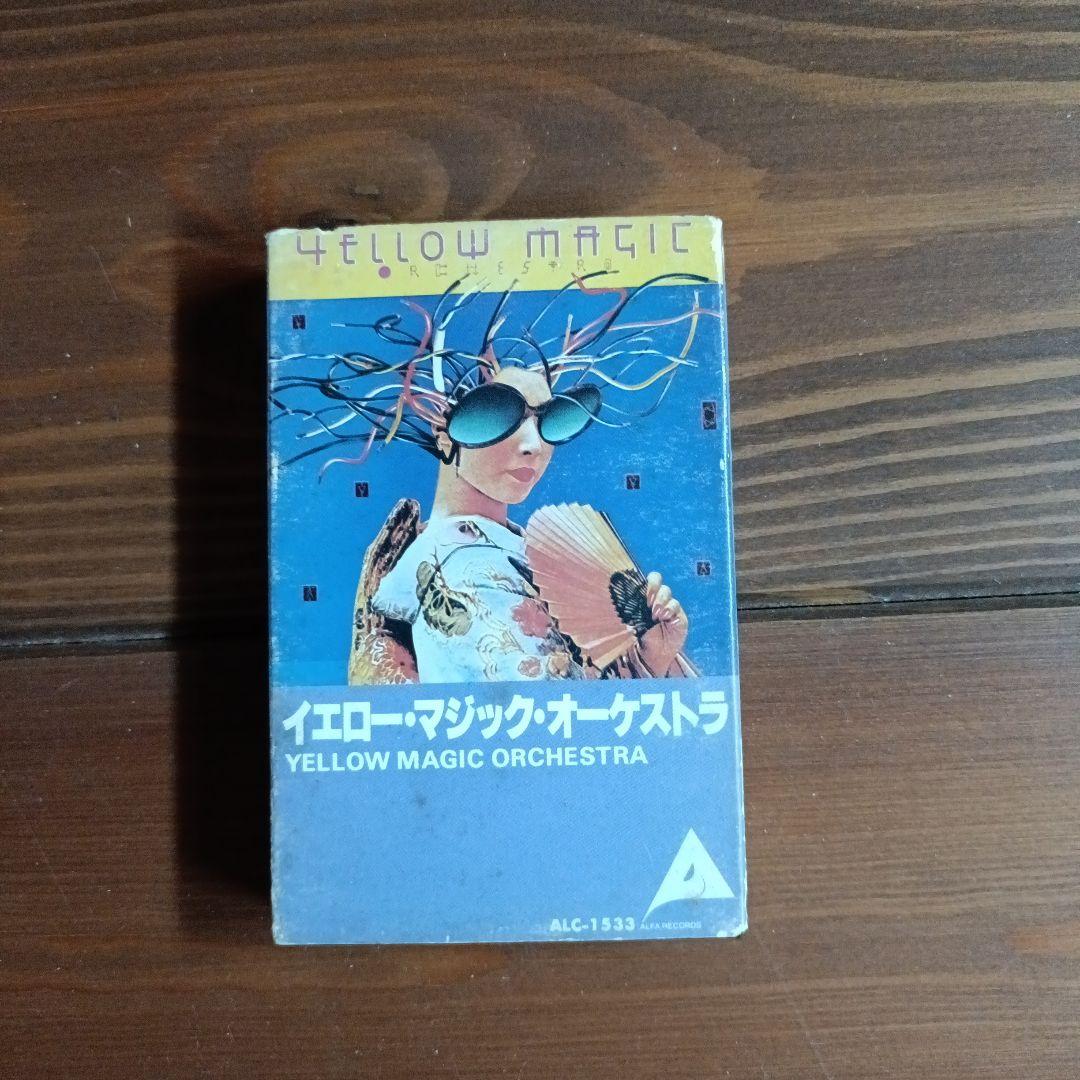 YELLOW MAGIC
ORCHESTRA
イエロー・マジック・オーケストラ
YELLOW MAGIC ORCHESTRA
ALC-1533 ALFA RECORDS